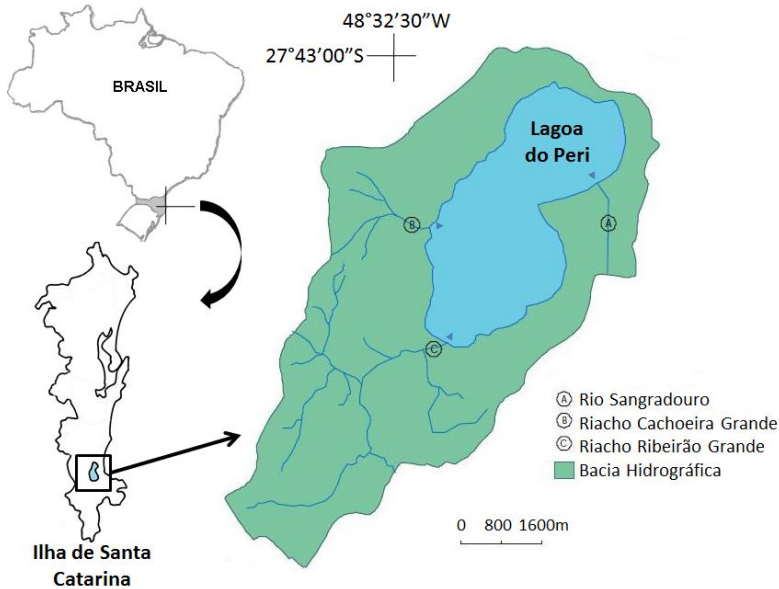 48°32'30”W
27°43'00”S
BRASIL
Lagoa
do Peri
A
B
C
A Rio Sangradouro
B Riacho Cachoeira Grande
C Riacho Ribeirão Grande
Bacia Hidrográfica
0 800 1600m
Ilha de Santa
Catarina